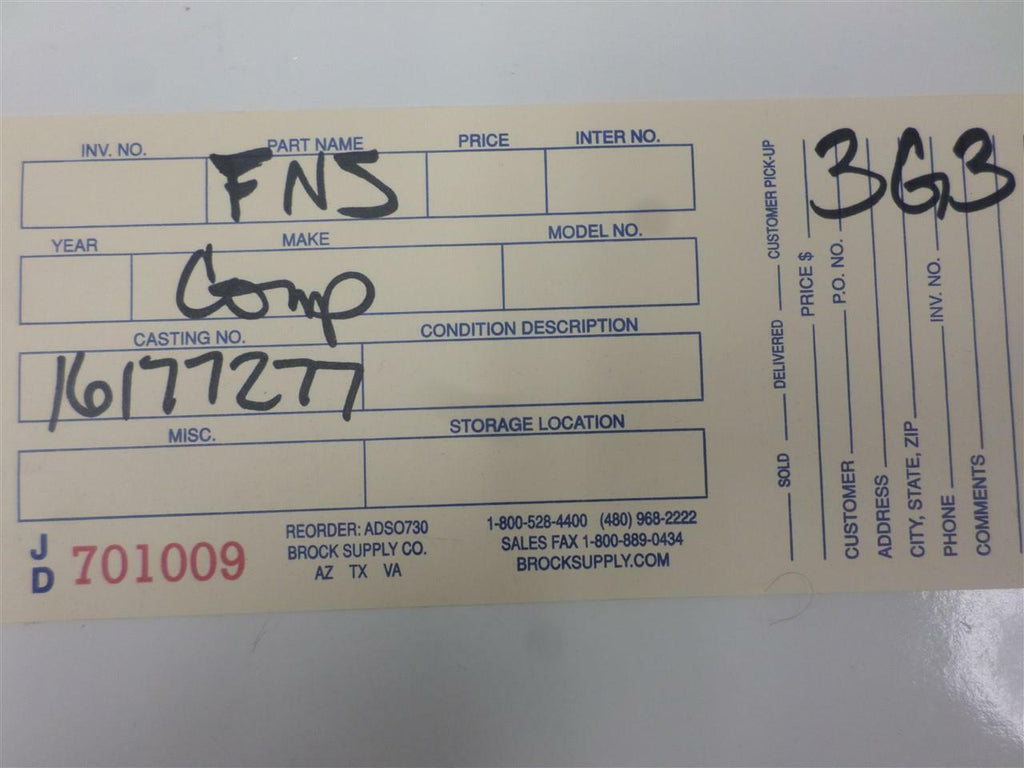 INV. NO. PART NAME PRICE INTER NO.
FNS
YEAR MAKE MODEL NO.
Comp
CASTING NO. CONDITION DESCRIPTION
16177277
MISC. STORAGE LOCATION
JD 701009
REORDER: ADSO730
BROCK SUPPLY CO.
AZ TX VA
1-800-528-4400 (480) 968-2222
SALES FAX 1-800-889-0434
BROCKSUPPLY.COM
SOLD DELIVERED CUSTOMER PICK-UP
PRICE $
CUSTOMER P.O. NO.
ADDRESS
CITY, STATE, ZIP
PHONE INV. NO.
COMMENTS
3G3